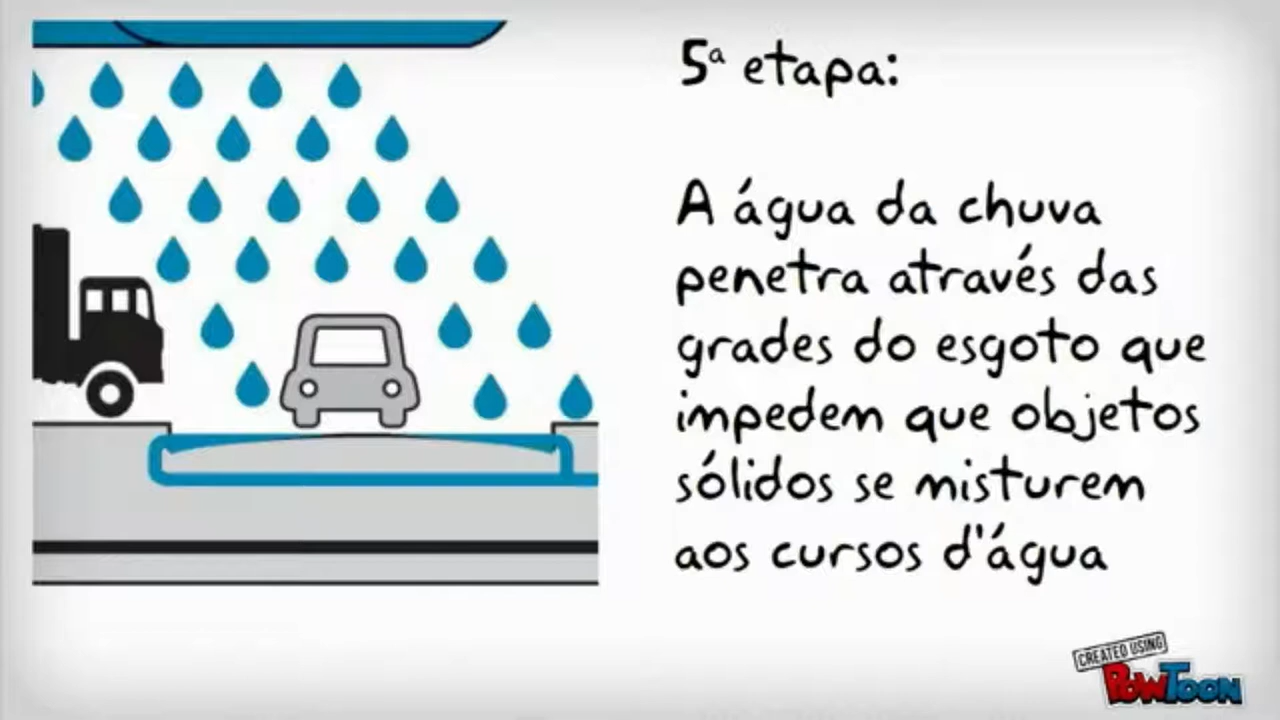 5ª etapa:
A água da chuva
penetra através das
grades do esgoto que
impedem que objetos
sólidos se misturem
aos cursos d'água
CREATED USING
POWTOON